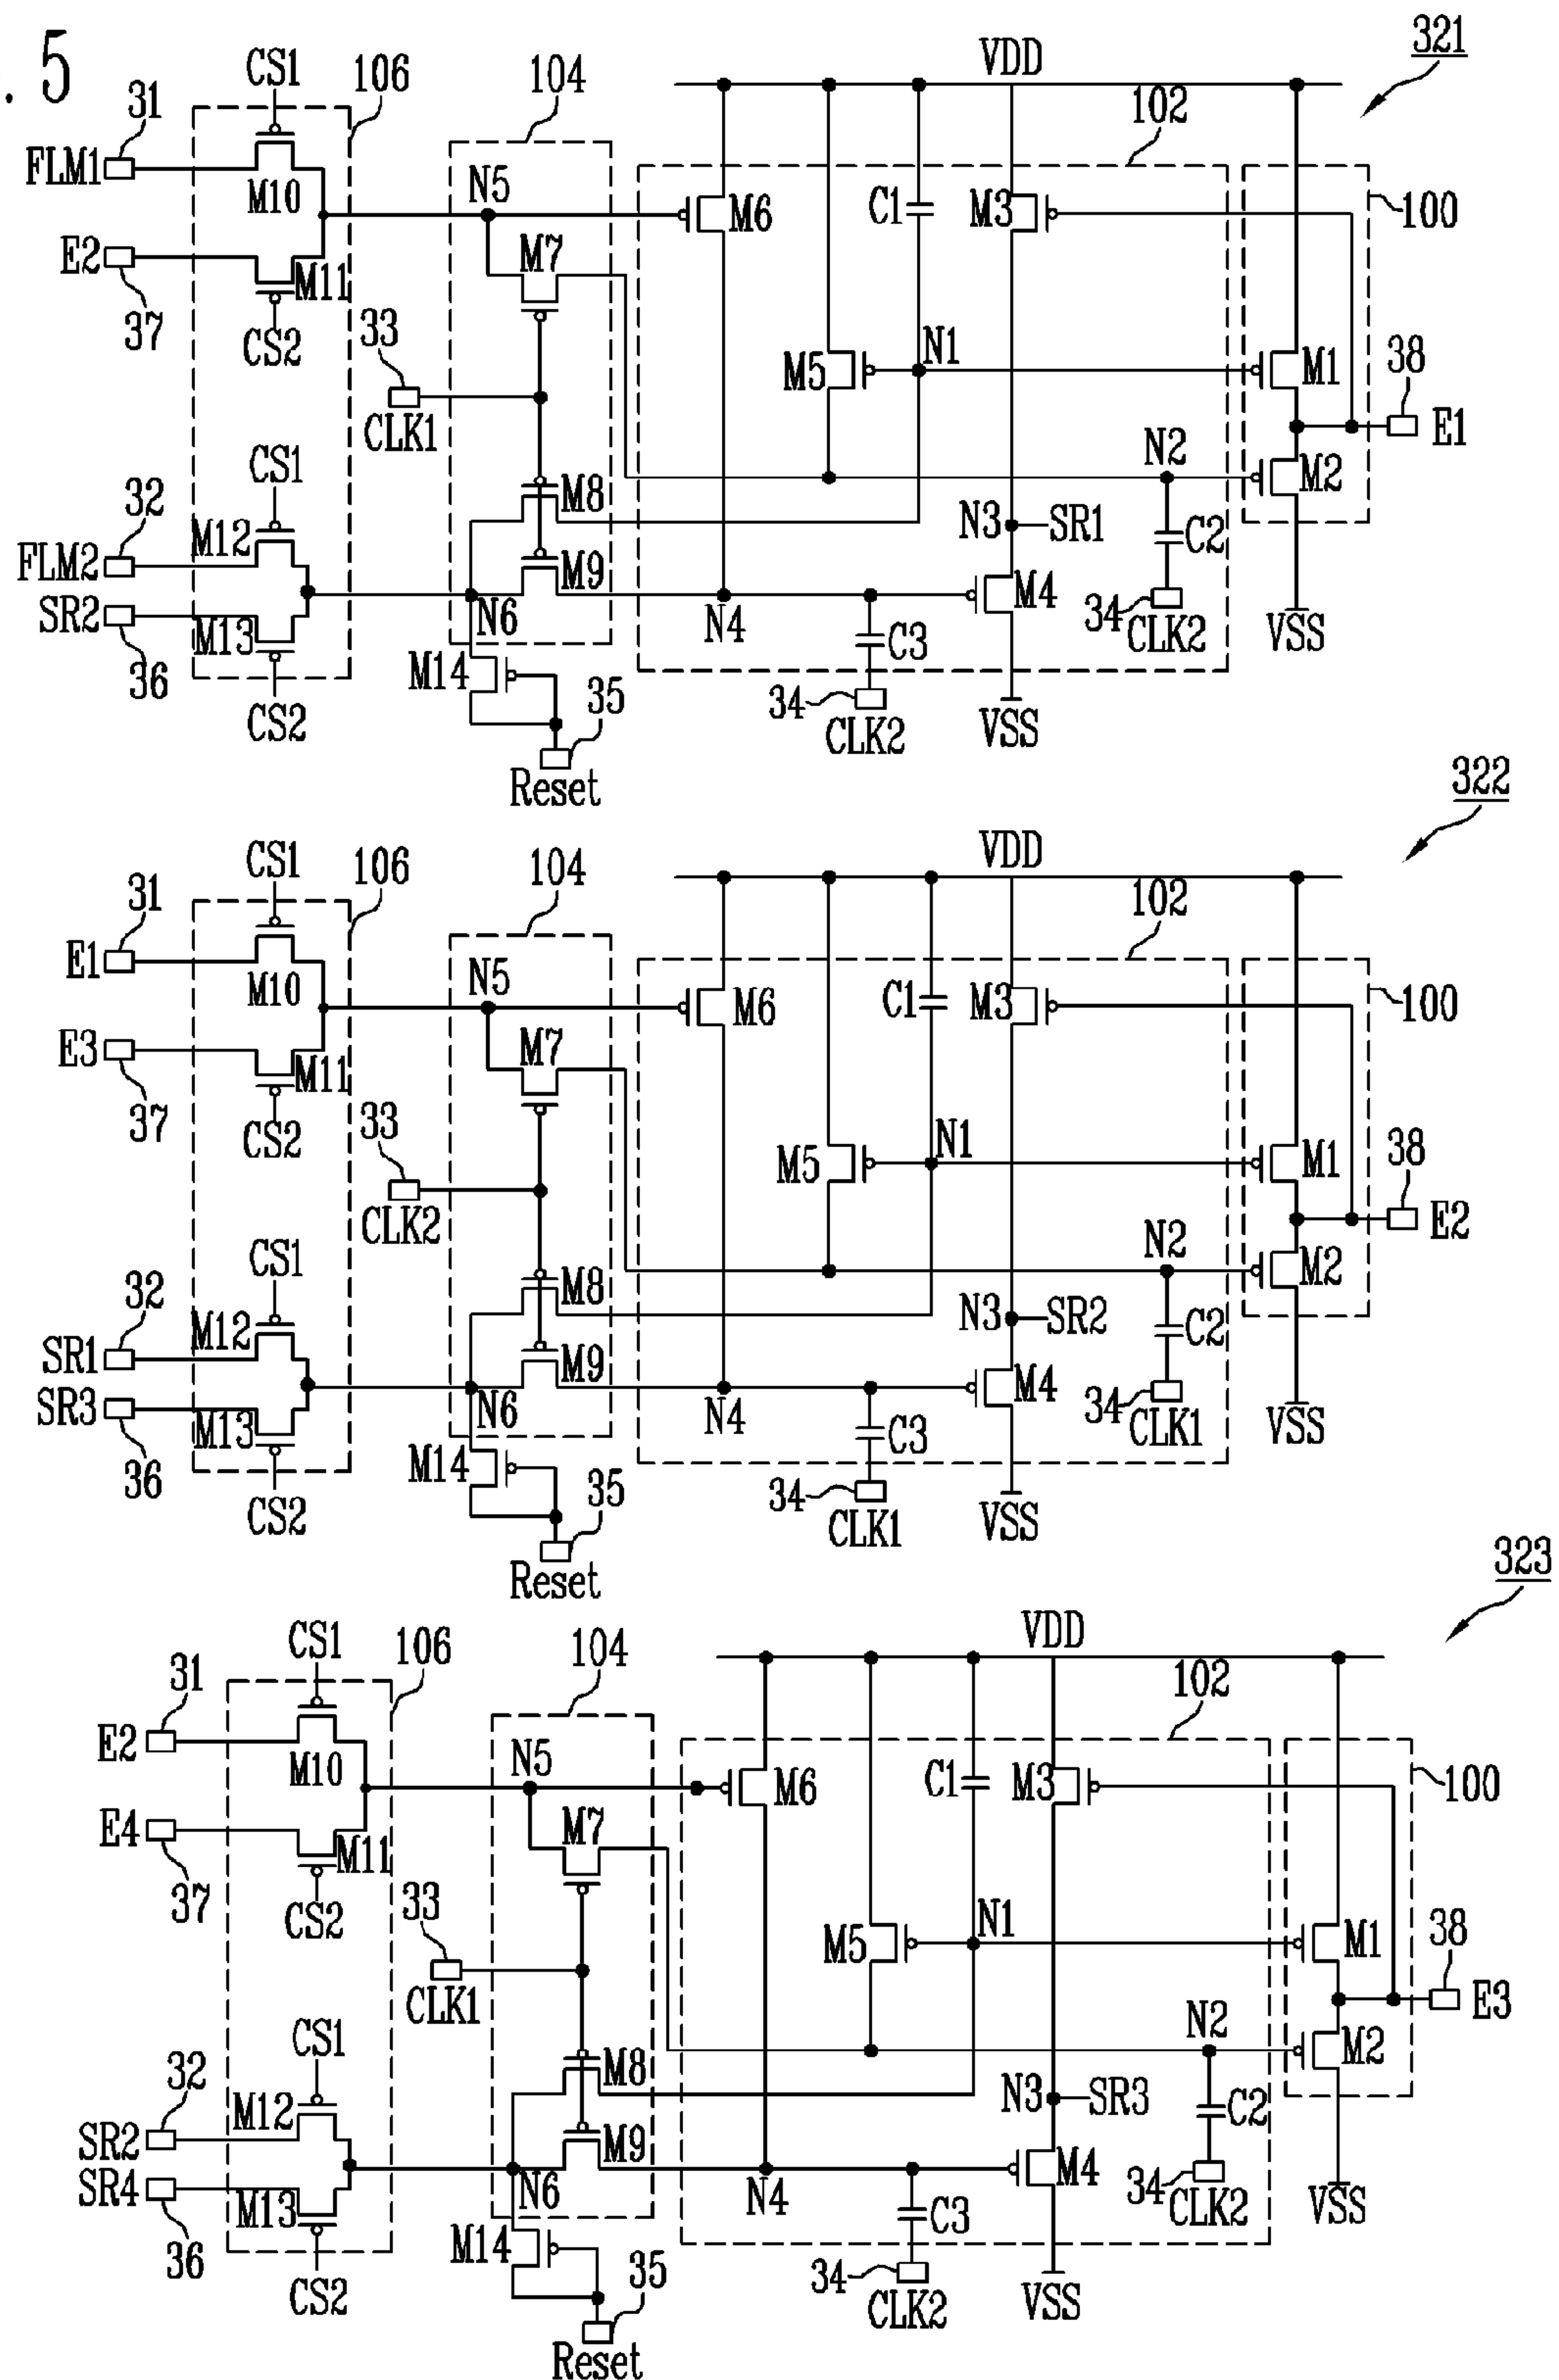 . 5
321
CS1
106
104
VDD
102
31
FLM1
M10
N5
M6
C1
M3
100
E2
M11
M7
37
CS2
33
CLK1
M5
N1
M1
38
E1
CS1
N2
M2
32
M12
M8
N3
SR1
C2
FLM2
M9
M4
SR2
M13
N6
N4
34
CLK2
VSS
36
M14
C3
CS2
35
34
CLK2
VSS
Reset
322
CS1
106
104
VDD
102
31
E1
M10
N5
M6
C1
M3
100
E3
M11
M7
37
CS2
33
CLK2
M5
N1
M1
38
E2
CS1
N2
M2
32
M12
M8
N3
SR2
C2
SR1
M9
M4
SR3
M13
N6
N4
34
CLK1
VSS
36
M14
C3
CS2
35
34
CLK1
VSS
Reset
323
CS1
106
104
VDD
102
31
E2
M10
N5
M6
C1
M3
100
E4
M11
M7
37
CS2
33
CLK1
M5
N1
M1
38
E3
CS1
N2
M2
32
M12
M8
N3
SR3
C2
SR2
M9
M4
SR4
M13
N6
N4
34
CLK2
VSS
36
M14
C3
CS2
35
34
CLK2
VSS
Reset